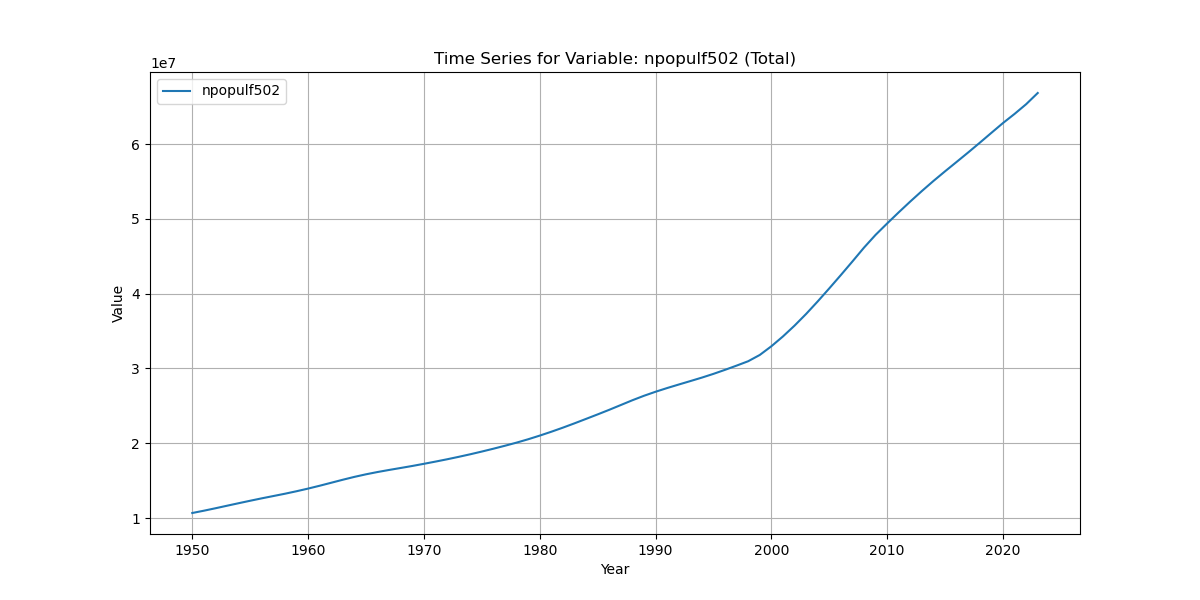 Time Series for Variable: npopulf502 (Total)
1e7
npopulf502
6
5
4
3
2
1
Value
1950 1960 1970 1980 1990 2000 2010 2020
Year